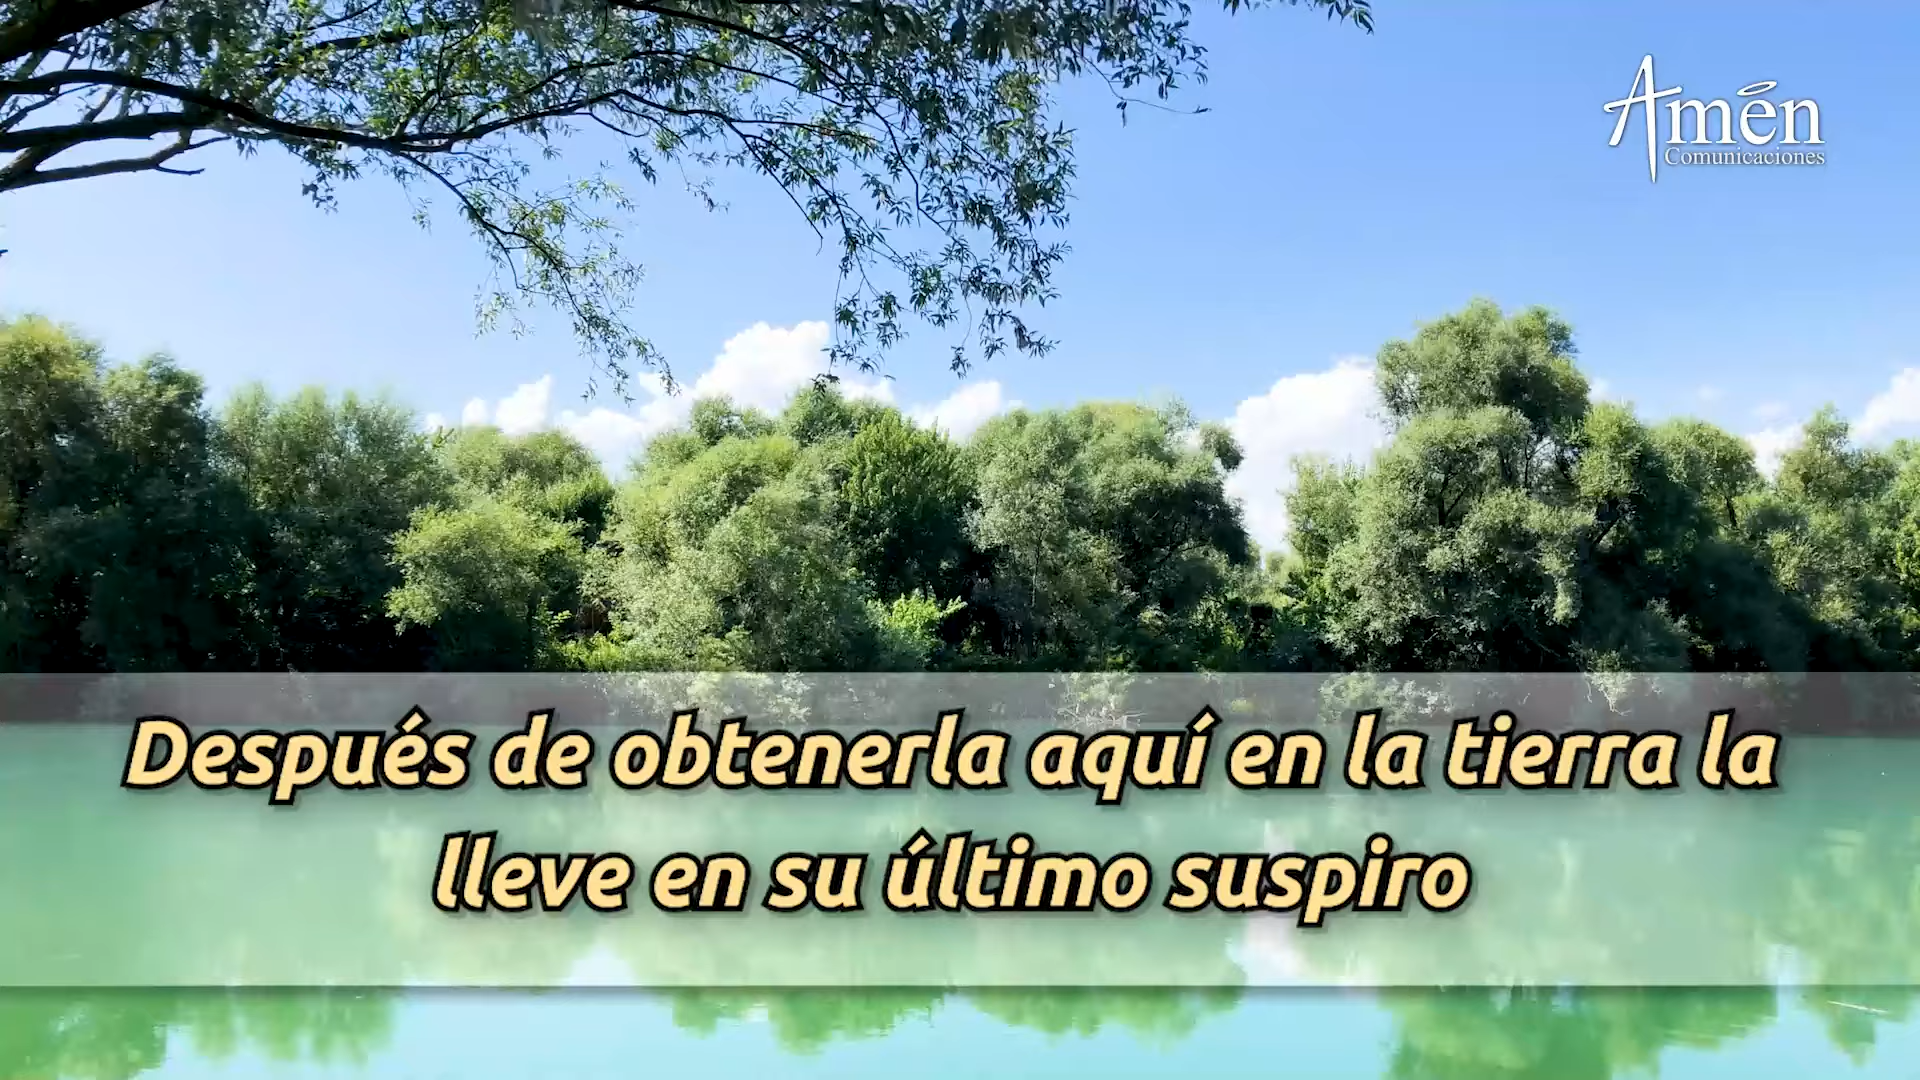 Amén
Comunicaciones
Después de obtenerla aquí en la tierra la
lleve en su último suspiro